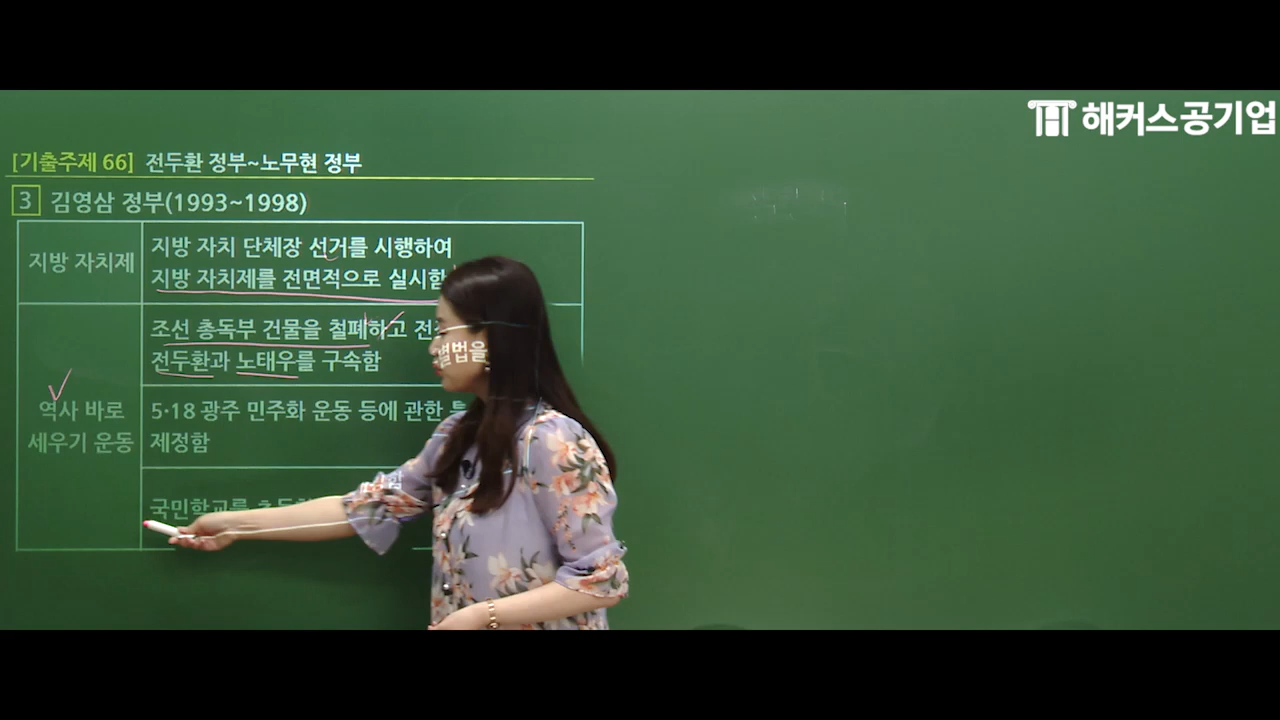 해커스공기업
[기출주제 66] 전두환 정부~노무현 정부
3 김영삼 정부(1993~1998)
지방 자치제
지방 자치 단체장 선거를 시행하여
지방 자치제를 전면적으로 실시함
역사 바로
세우기 운동
조선 총독부 건물을 철폐하고
전두환과 노태우를 구속함
5·18 광주 민주화 운동 등에 관한
제정함
국민학교를